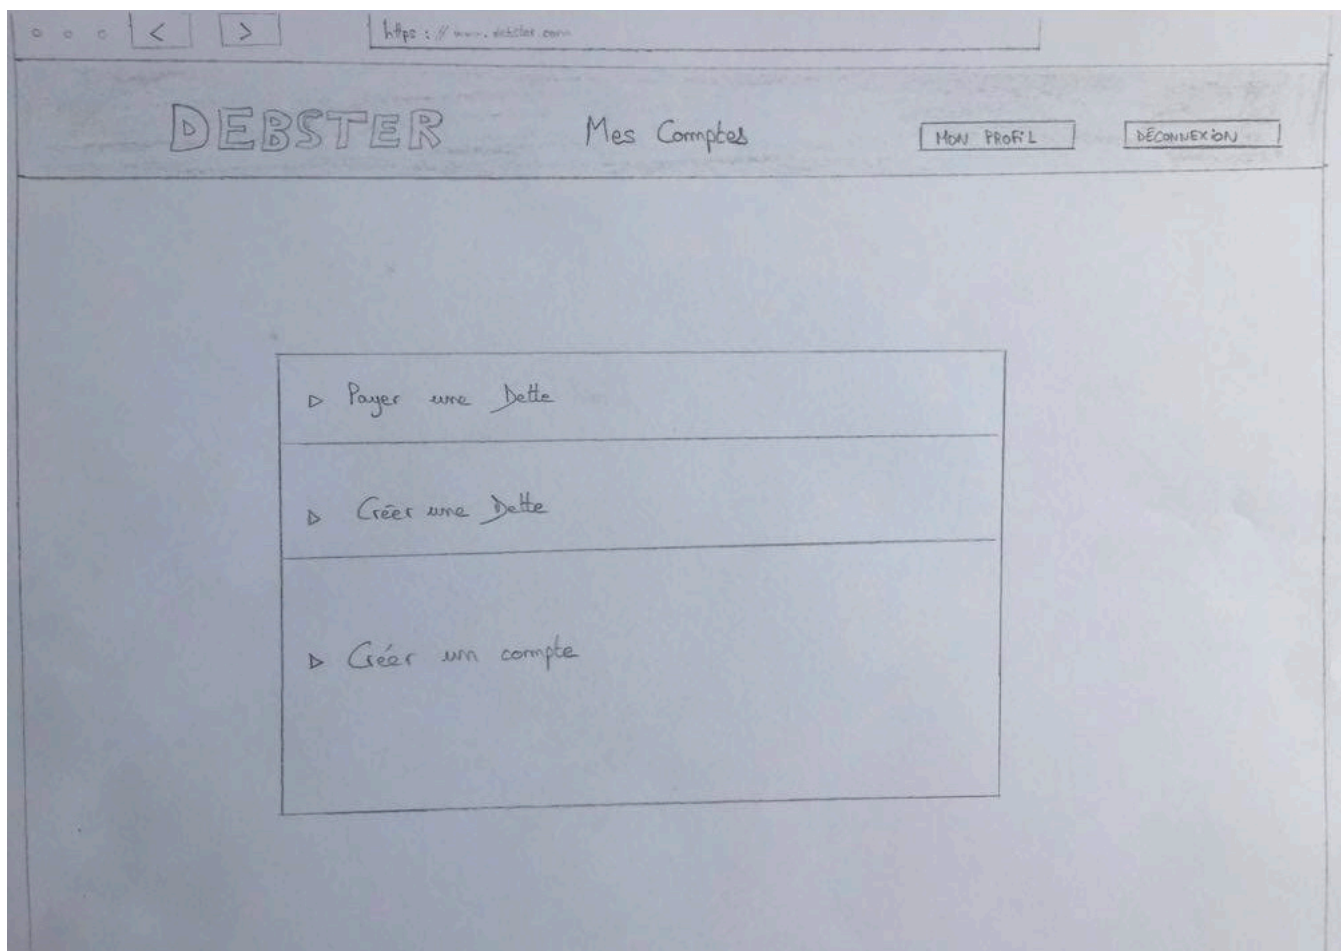 < > https://www.debster.com
DEBSTER Mes Comptes MON PROFIL DÉCONNEXION
▷ Payer une Dette
▷ Créer une Dette
▷ Créer un compte